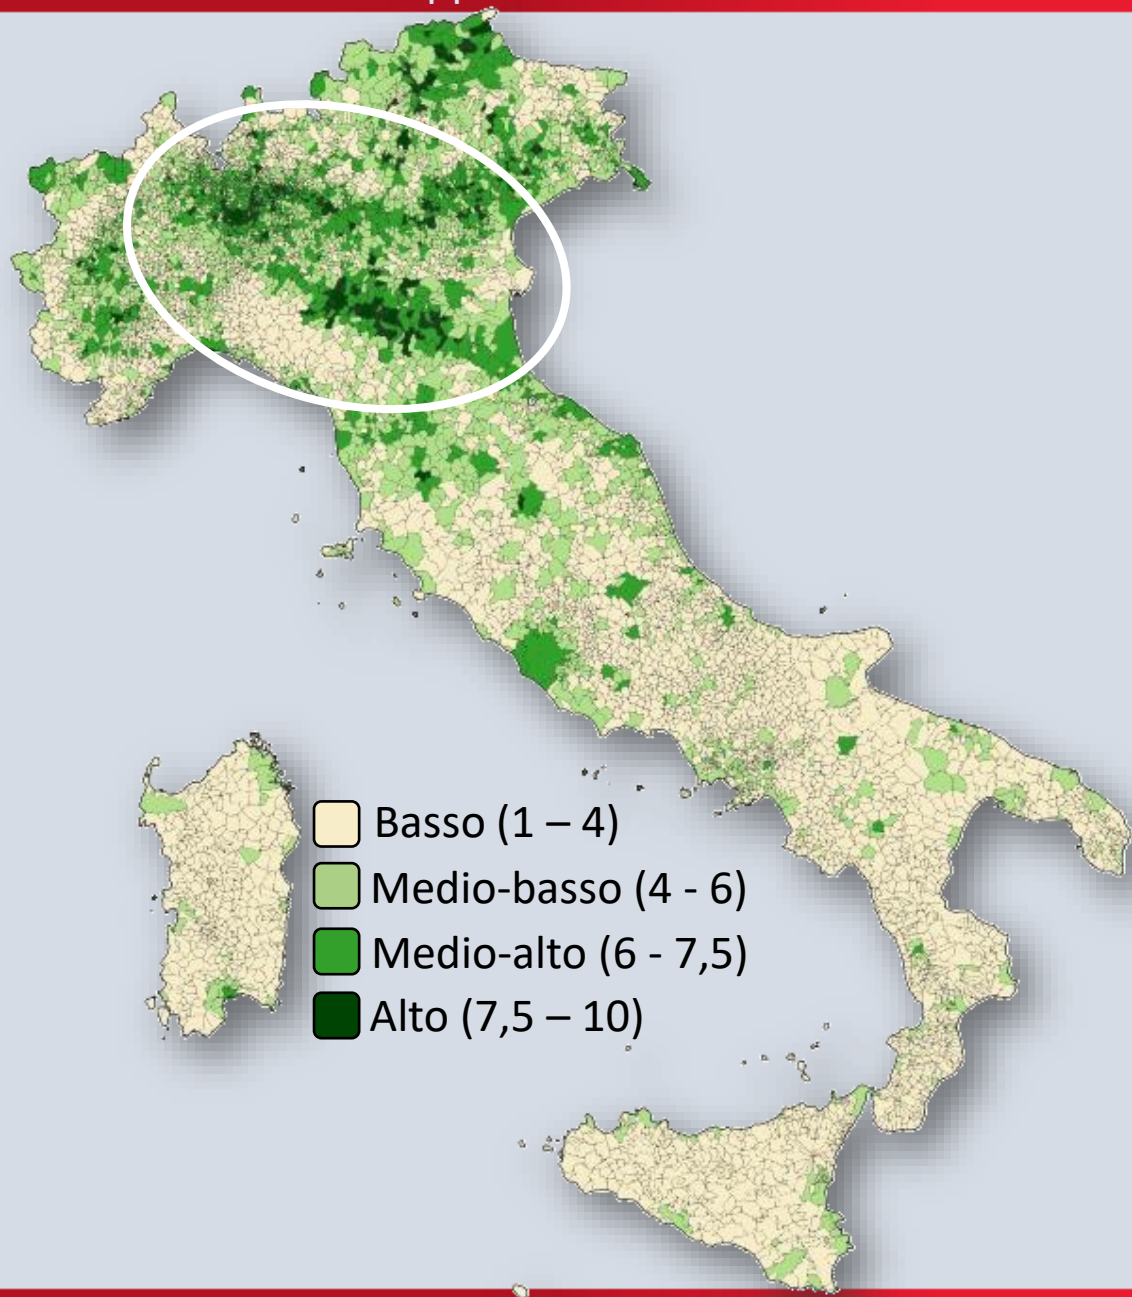 Basso (1 – 4)
Medio-basso (4 - 6)
Medio-alto (6 - 7,5)
Alto (7,5 – 10)